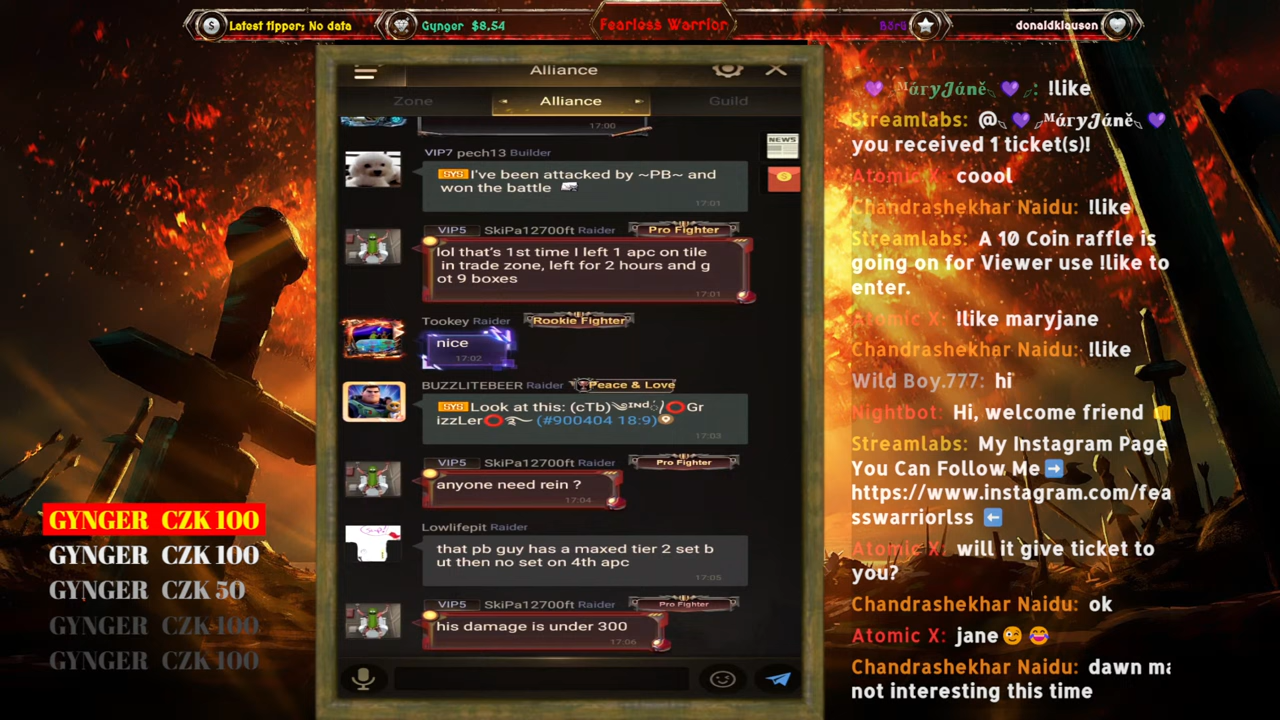 Latest tipper: No data
Gynger $8.54
Fearless Warrior
Börü
donaldklausen
Alliance
Zone
Alliance
Guild
17:00
NEWS
VIP7 pech13 Builder
SYS I've been attacked by ~PB~ and
won the battle
17:01
VIP5 SkiPa12700ft Raider Pro Fighter
lol that's 1st time I left 1 apc on tile
in trade zone, left for 2 hours and g
ot 9 boxes
17:01
Tookey Raider Rookie Fighter
nice
17:02
BUZZLITEBEER Raider Peace & Love
SYS Look at this: (cTb) ⭕Gr
izzLer⭕ (#900404 18:9)
17:03
VIP5 SkiPa12700ft Raider Pro Fighter
anyone need rein ?
17:04
Lowlifepit Raider
that pb guy has a maxed tier 2 set b
ut then no set on 4th apc
17:05
VIP5 SkiPa12700ft Raider Pro Fighter
his damage is under 300
17:06
GYNGER CZK 100
GYNGER CZK 100
GYNGER CZK 50
GYNGER CZK 100
GYNGER CZK 100
💜 ᴹáryJáně 💜 : !like
Streamlabs: @ 💜 ᴹáryJáně 💜
you received 1 ticket(s)!
Atomic X: coool
Chandrashekhar Naidu: !like
Streamlabs: A 10 Coin raffle is
going on for Viewer use !like to
enter.
Atomic X: !like maryjane
Chandrashekhar Naidu: !like
Wild Boy.777: hi
Nightbot: Hi, welcome friend
Streamlabs: My Instagram Page
You Can Follow Me ➡️
https://www.instagram.com/fea
sswarriorlss ⬅️
Atomic X: will it give ticket to
you?
Chandrashekhar Naidu: ok
Atomic X: jane😉😂
Chandrashekhar Naidu: dawn ma
not interesting this time